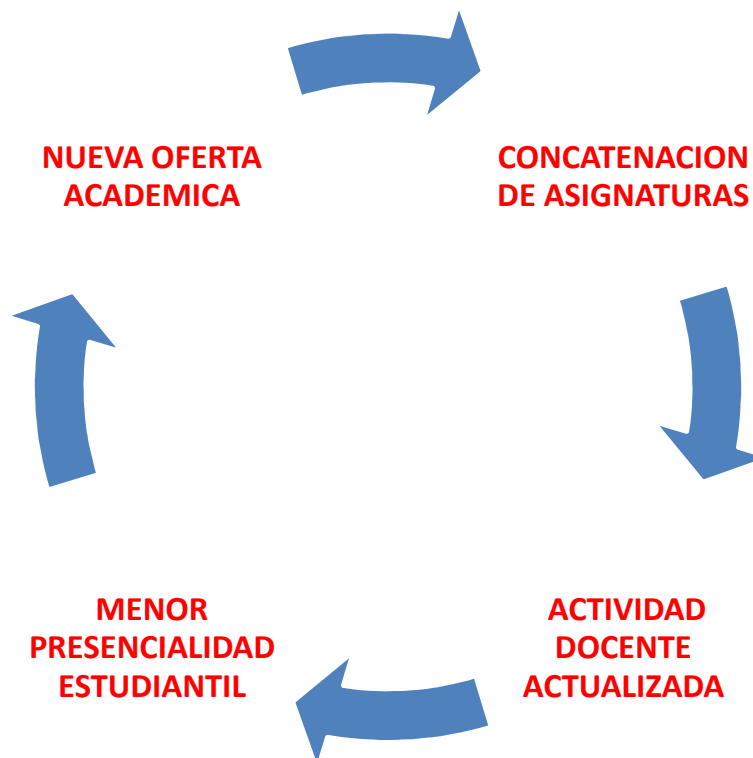 NUEVA OFERTA
ACADEMICA
CONCATENACION
DE ASIGNATURAS
ACTIVIDAD
DOCENTE
ACTUALIZADA
MENOR
PRESENCIALIDAD
ESTUDIANTIL